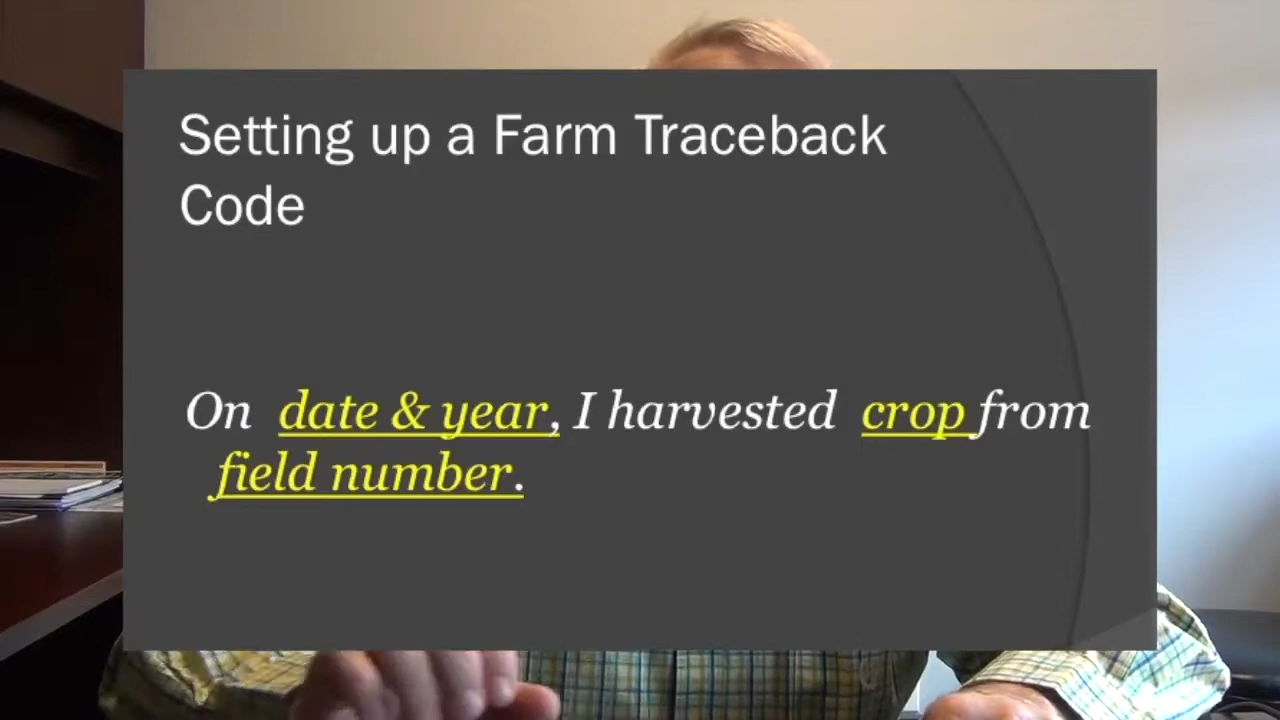 Setting up a Farm Traceback
Code
On date & year, I harvested crop from
field number.